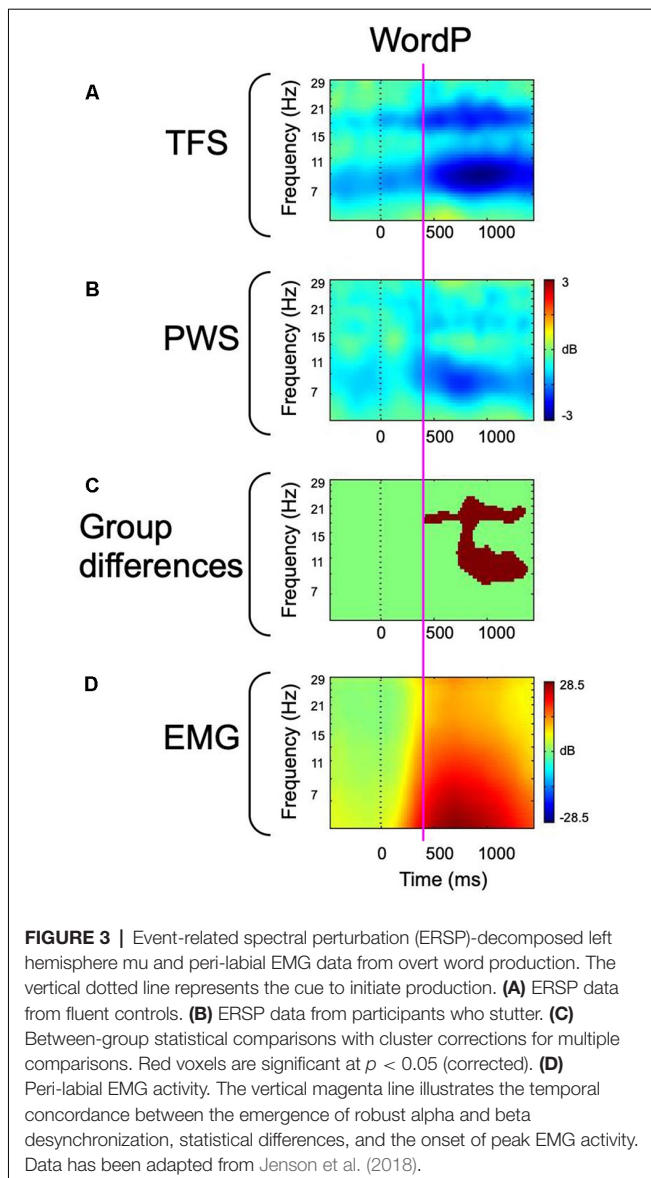 WordP
A
TFS
Frequency (Hz)
29
21
15
11
7
0 500 1000
B
PWS
Frequency (Hz)
29
21
15
11
7
0 500 1000
3
dB
-3
C
Group
differences
Frequency (Hz)
29
21
15
11
7
0 500 1000
D
EMG
Frequency (Hz)
29
21
15
11
7
0 500 1000
Time (ms)
28.5
dB
-28.5
FIGURE 3 | Event-related spectral perturbation (ERSP)-decomposed left
hemisphere mu and peri-labial EMG data from overt word production. The
vertical dotted line represents the cue to initiate production. (A) ERSP data
from fluent controls. (B) ERSP data from participants who stutter. (C)
Between-group statistical comparisons with cluster corrections for multiple
comparisons. Red voxels are significant at p < 0.05 (corrected). (D)
Peri-labial EMG activity. The vertical magenta line illustrates the temporal
concordance between the emergence of robust alpha and beta
desynchronization, statistical differences, and the onset of peak EMG activity.
Data has been adapted from Jenson et al. (2018).